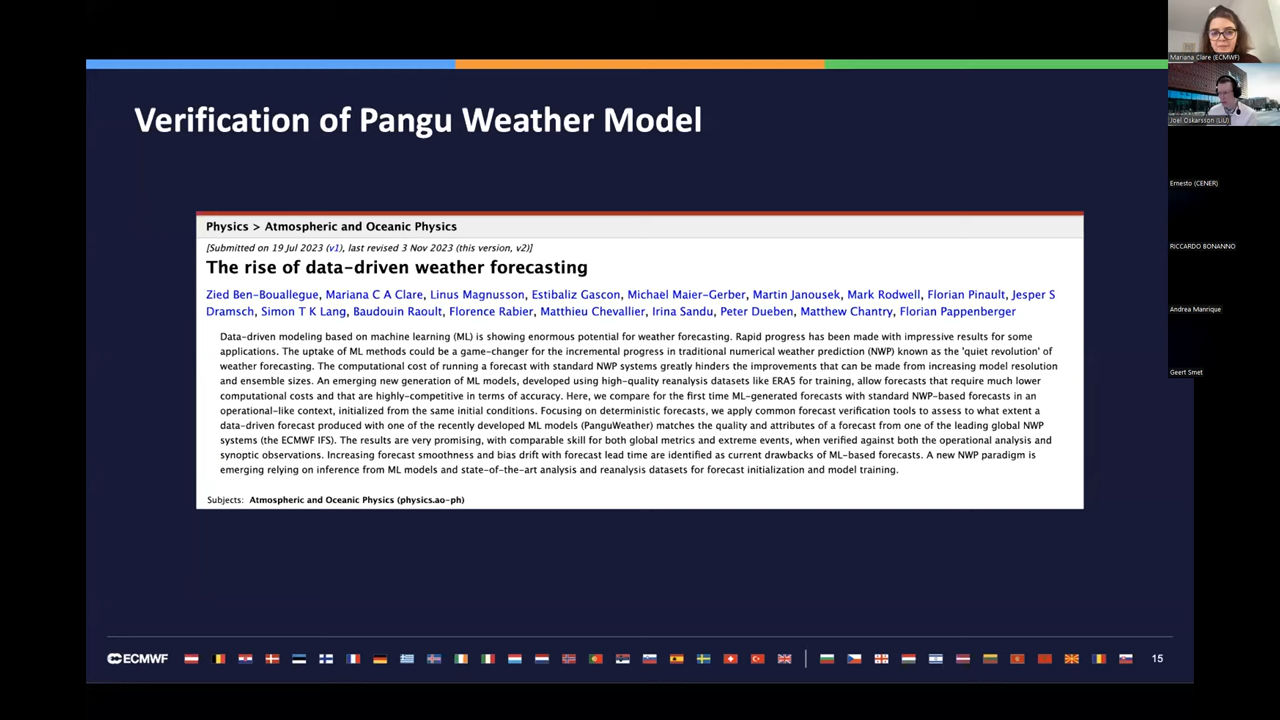 Verification of Pangu Weather Model
Physics > Atmospheric and Oceanic Physics
[Submitted on 19 Jul 2023 (v1), last revised 3 Nov 2023 (this version, v2)]
The rise of data-driven weather forecasting
Zied Ben-Bouallegue, Mariana C A Clare, Linus Magnusson, Estibaliz Gascon, Michael Maier-Gerber, Martin Janousek, Mark Rodwell, Florian Pinault, Jesper S
Dramsch, Simon T K Lang, Baudouin Raoult, Florence Rabier, Matthieu Chevallier, Irina Sandu, Peter Dueben, Matthew Chantry, Florian Pappenberger
Data-driven modeling based on machine learning (ML) is showing enormous potential for weather forecasting. Rapid progress has been made with impressive results for some
applications. The uptake of ML methods could be a game-changer for the incremental progress in traditional numerical weather prediction (NWP) known as the 'quiet revolution' of
weather forecasting. The computational cost of running a forecast with standard NWP systems greatly hinders the improvements that can be made from increasing model resolution
and ensemble sizes. An emerging new generation of ML models, developed using high-quality reanalysis datasets like ERA5 for training, allow forecasts that require much lower
computational costs and that are highly-competitive in terms of accuracy. Here, we compare for the first time ML-generated forecasts with standard NWP-based forecasts in an
operational-like context, initialized from the same initial conditions. Focusing on deterministic forecasts, we apply common forecast verification tools to assess to what extent a
data-driven forecast produced with one of the recently developed ML models (PanguWeather) matches the quality and attributes of a forecast from one of the leading global NWP
systems (the ECMWF IFS). The results are very promising, with comparable skill for both global metrics and extreme events, when verified against both the operational analysis and
synoptic observations. Increasing forecast smoothness and bias drift with forecast lead time are identified as current drawbacks of ML-based forecasts. A new NWP paradigm is
emerging relying on inference from ML models and state-of-the-art analysis and reanalysis datasets for forecast initialization and model training.
Subjects: Atmospheric and Oceanic Physics (physics.ao-ph)
ECMWF
15
Mariana Clare (ECMWF)
Joel Oskarsson (LiU)
Ernesto (CENER)
RICCARDO BONANNO
Andrea Manrique
Geert Smet